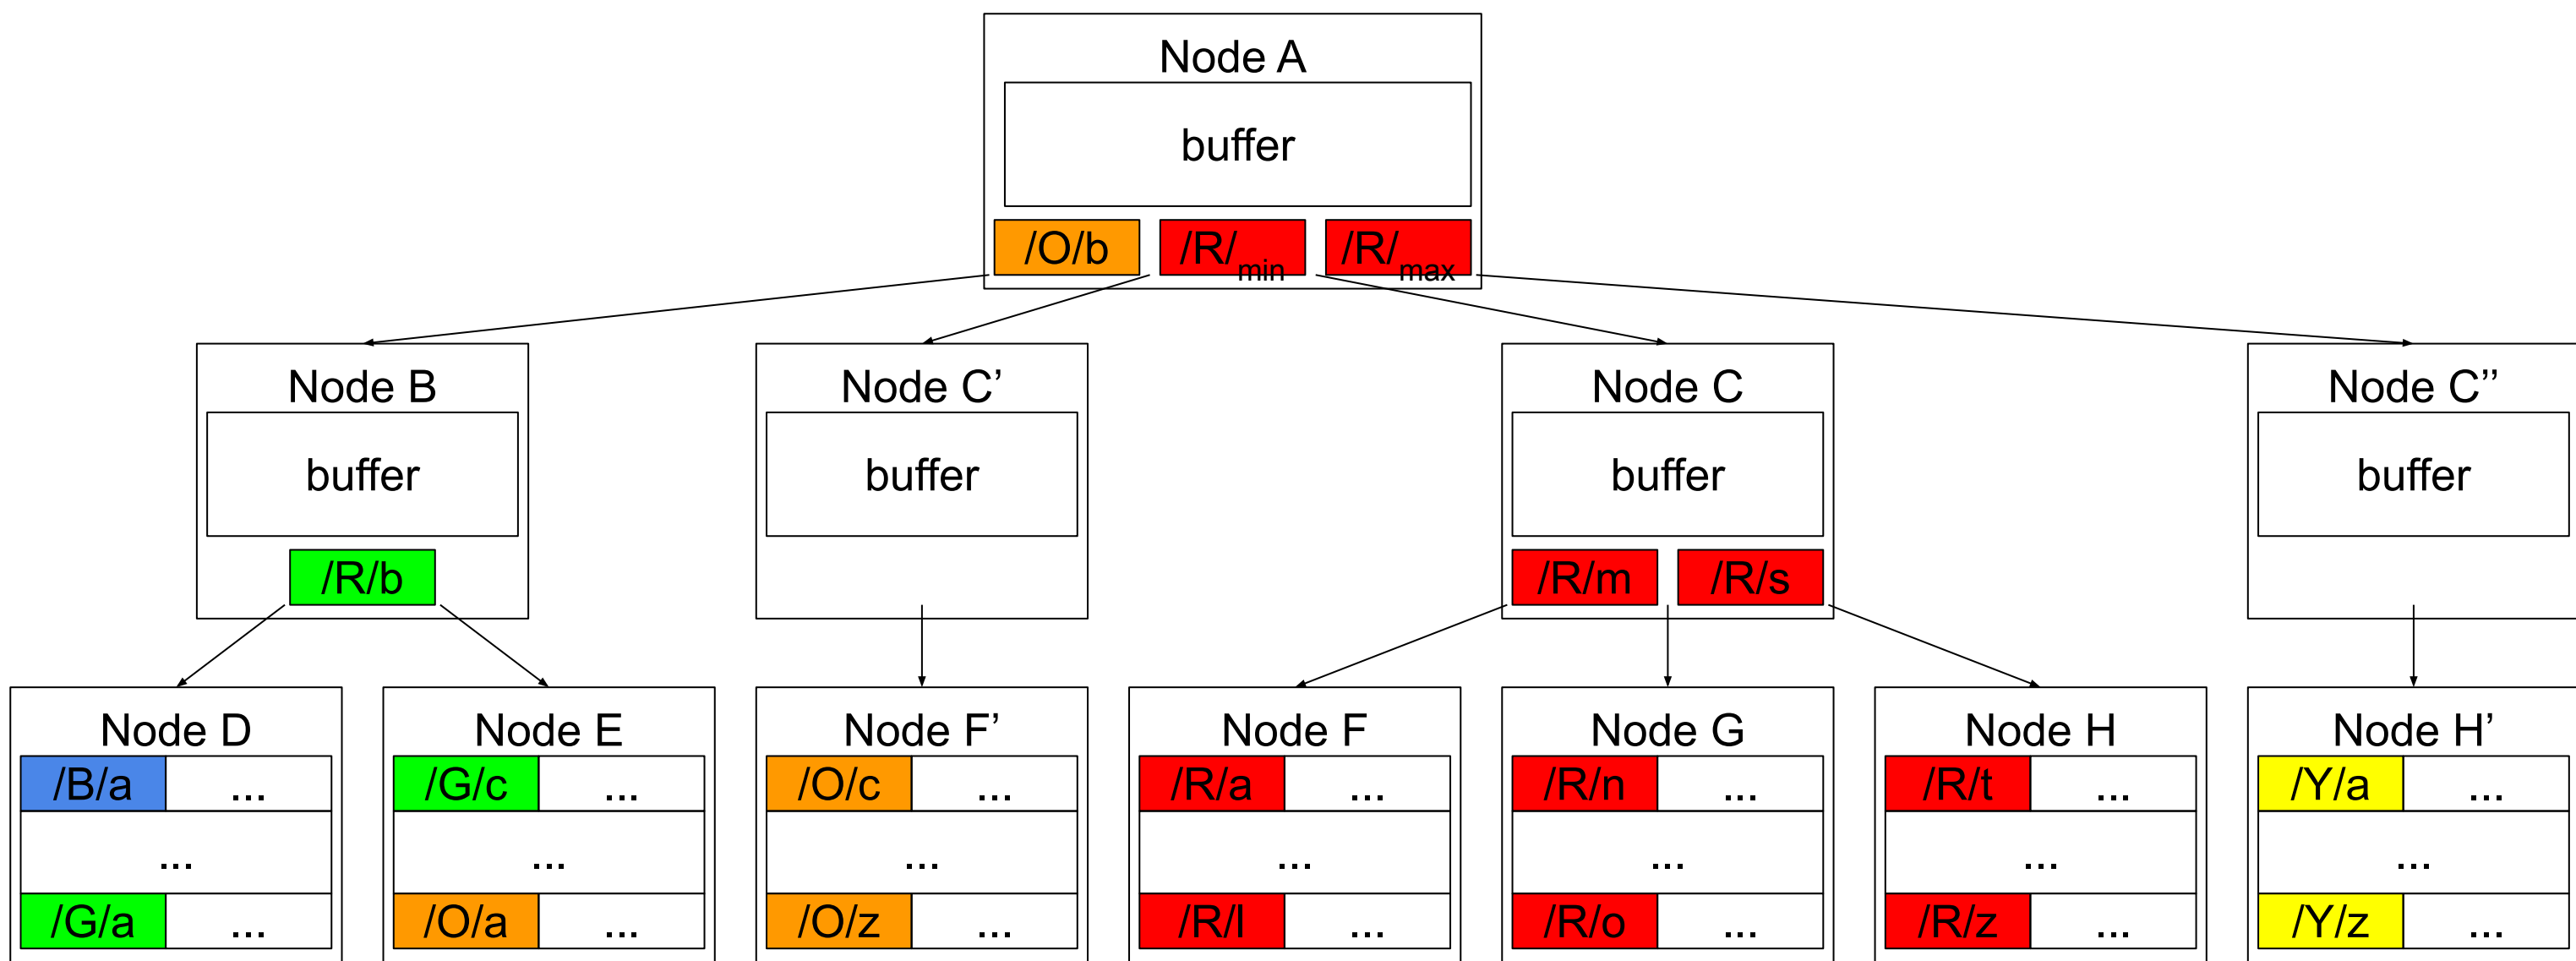 Node A
buffer
/O/b /R/min /R/max
Node B Node C’ Node C Node C’’
buffer buffer buffer buffer
/R/b /R/m /R/s
Node D Node E Node F’ Node F Node G Node H Node H’
/B/a ... /G/c ... /O/c ... /R/a ... /R/n ... /R/t ... /Y/a ...
... ... ... ... ... ... ...
/G/a ... /O/a ... /O/z ... /R/l ... /R/o ... /R/z ... /Y/z ...